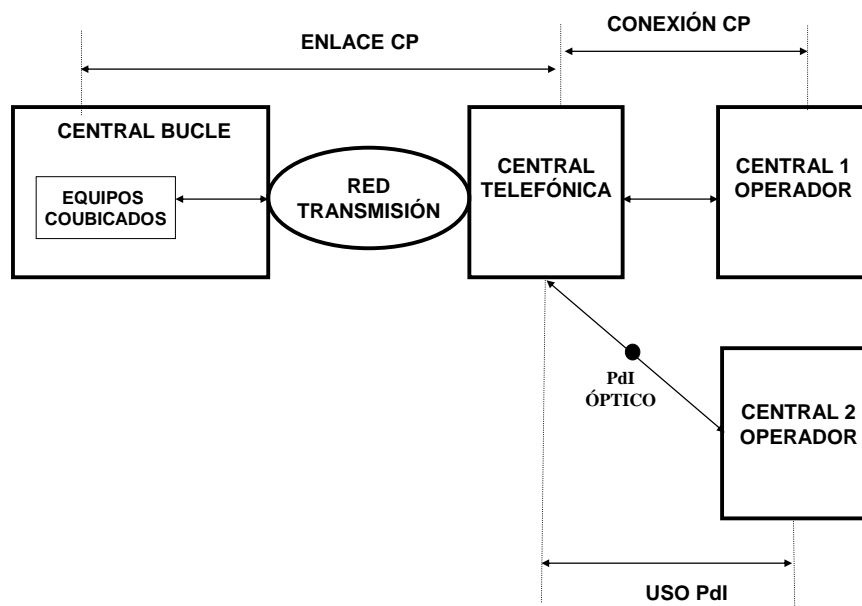 ENLACE CP
CONEXIÓN CP
CENTRAL BUCLE
EQUIPOS
COUBICADOS
RED
TRANSMISIÓN
CENTRAL
TELEFÓNICA
CENTRAL 1
OPERADOR
PdI
ÓPTICO
CENTRAL 2
OPERADOR
USO PdI